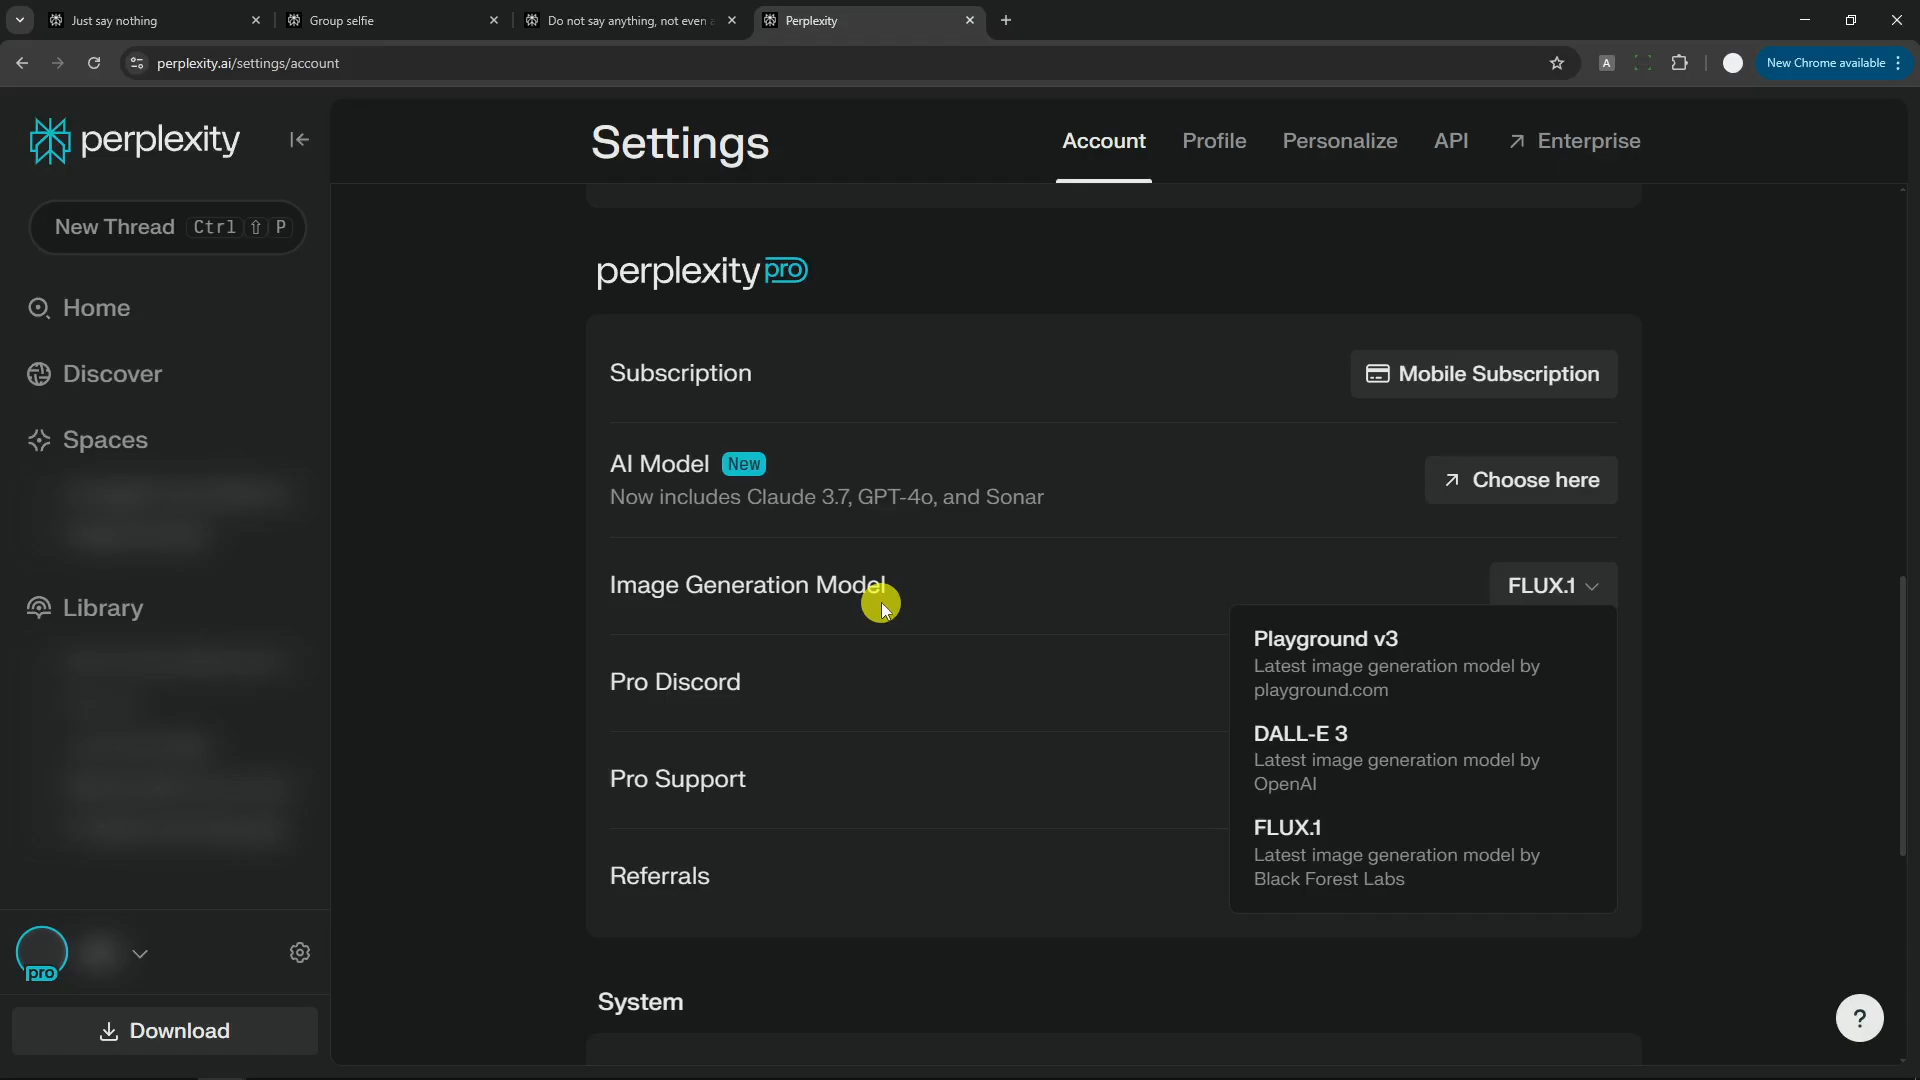 Just say nothing
Group selfie
Do not say anything, not even
Perplexity
perplexity.ai/settings/account
A
New Chrome available
perplexity
Settings
Account
Profile
Personalize
API
Enterprise
New Thread Ctrl ⇧ P
Home
Discover
Spaces
Library
pro
Download
perplexity pro
Subscription
Mobile Subscription
AI Model New
Now includes Claude 3.7, GPT-4o, and Sonar
Choose here
Image Generation Model
FLUX.1
Playground v3
Latest image generation model by
playground.com
DALL-E 3
Latest image generation model by
OpenAI
FLUX.1
Latest image generation model by
Black Forest Labs
Pro Discord
Pro Support
Referrals
System
?